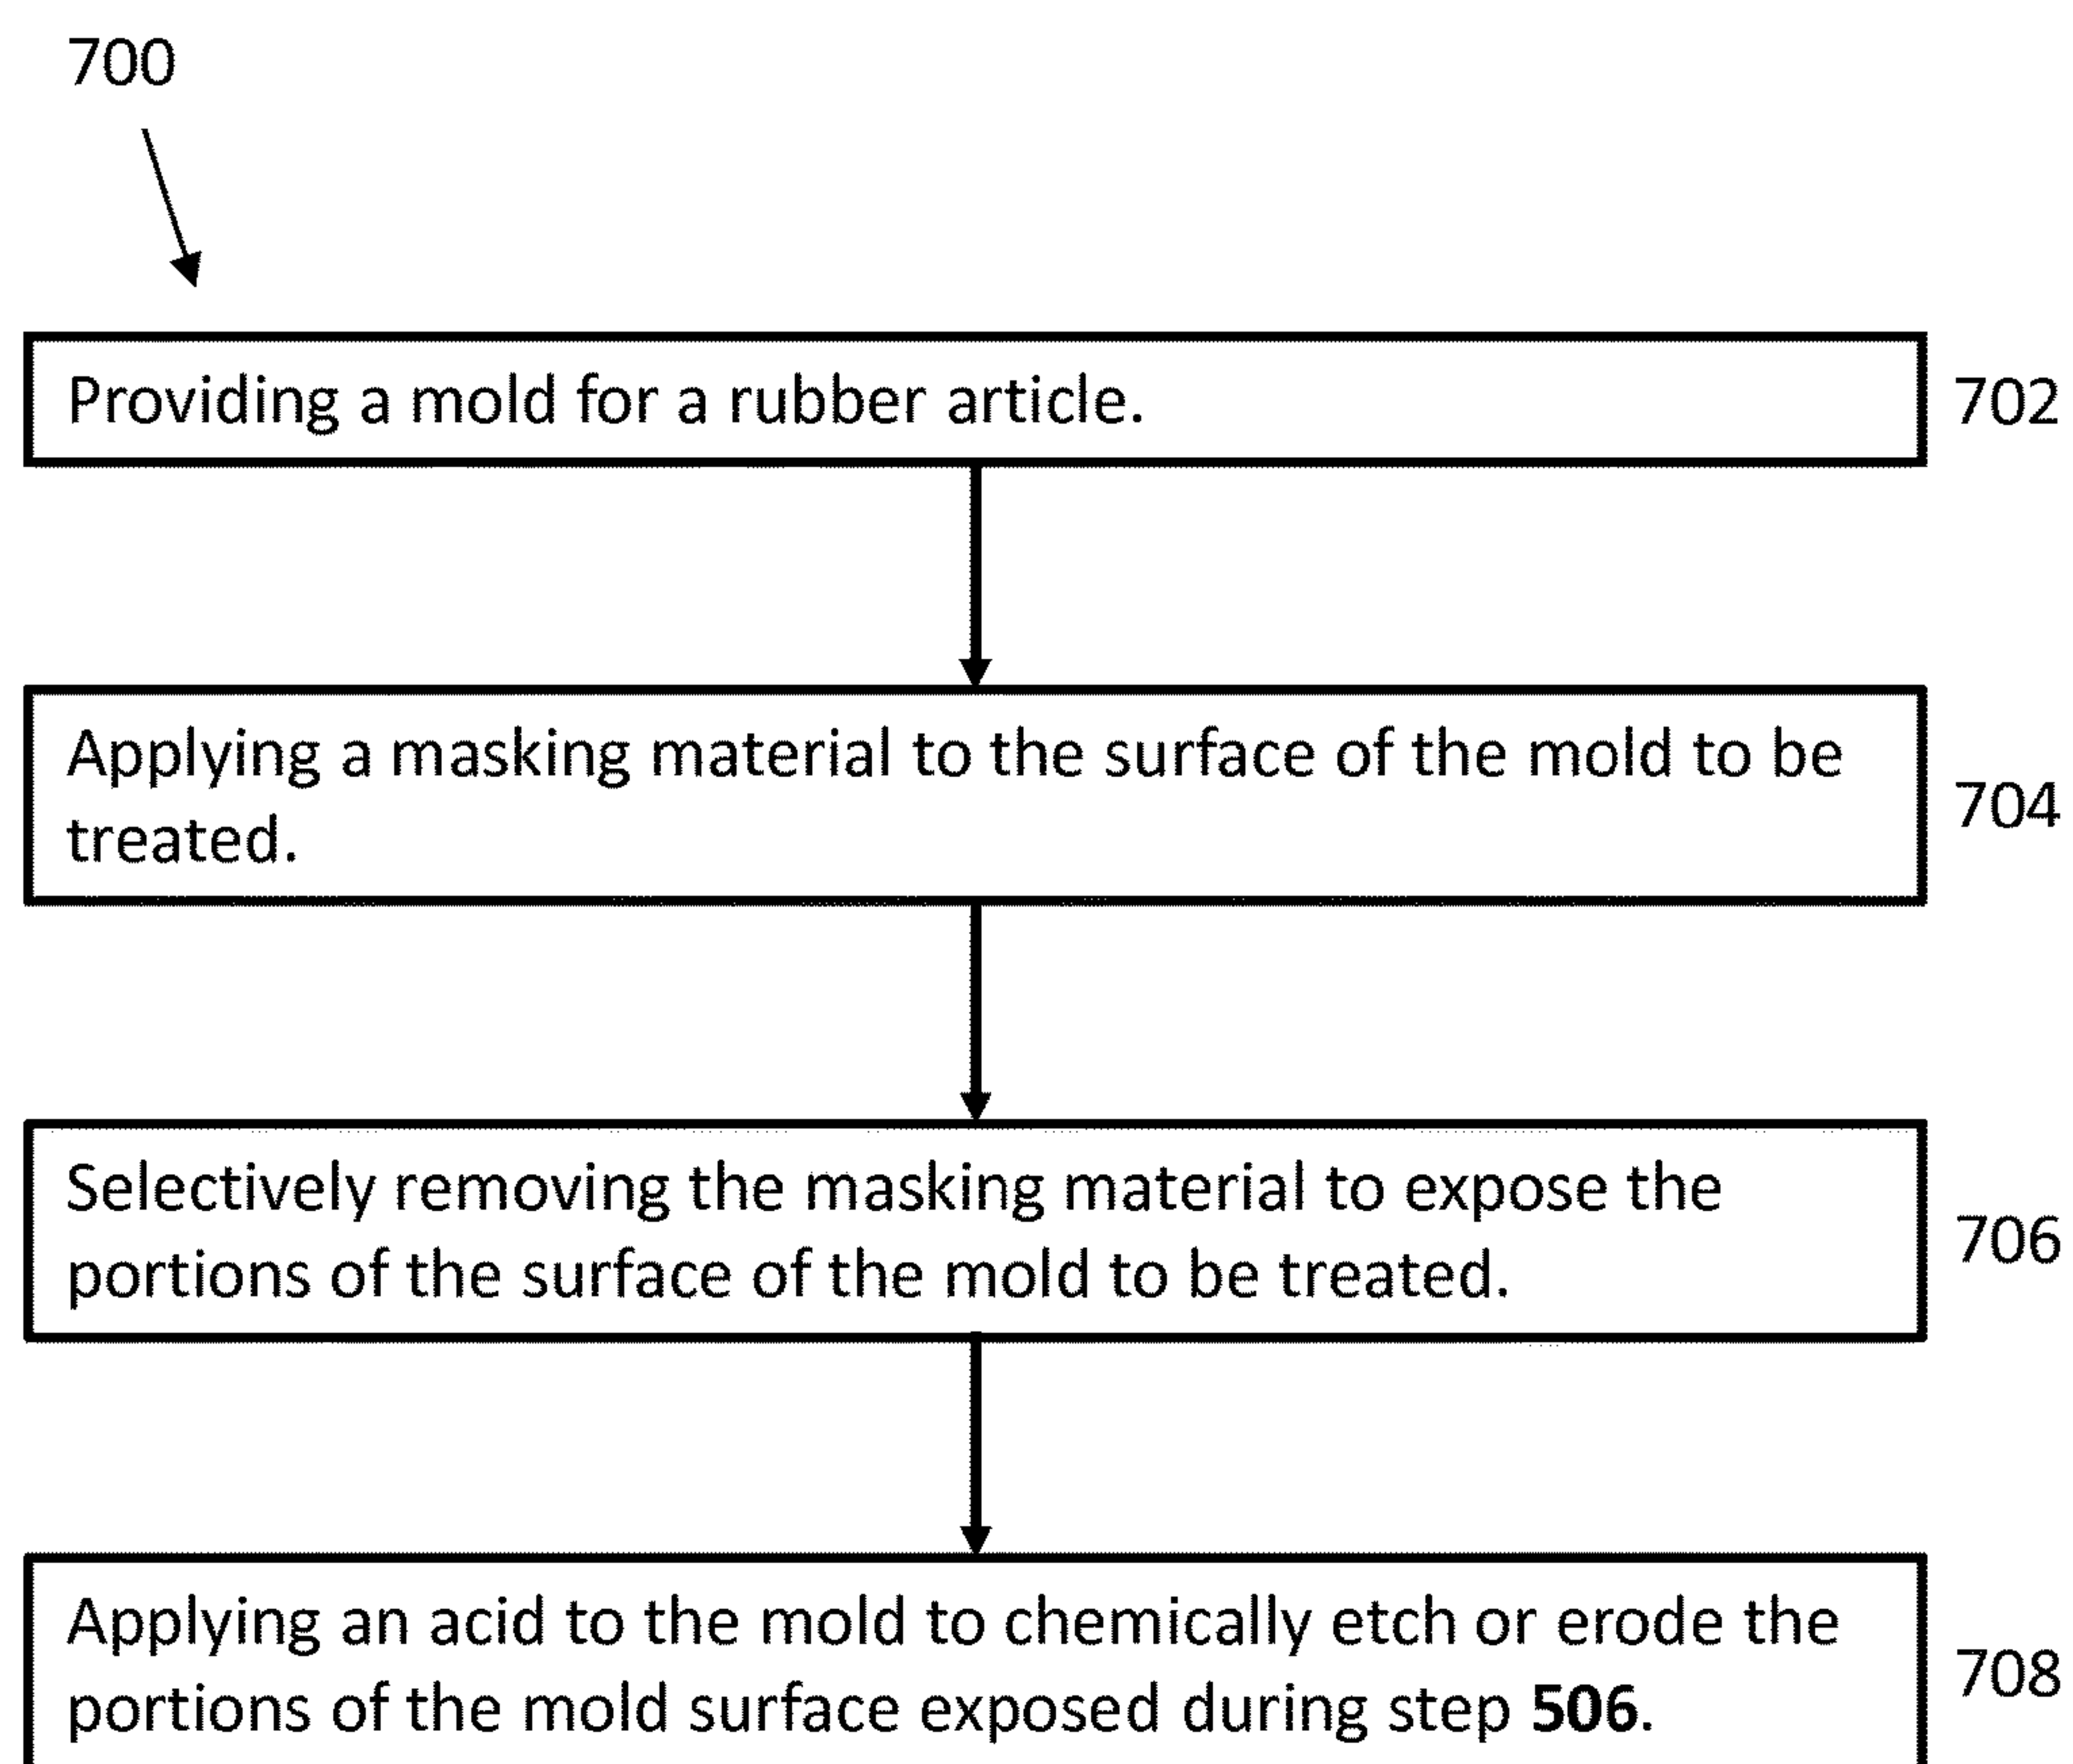 700
Providing a mold for a rubber article.
702
Applying a masking material to the surface of the mold to be
treated.
704
Selectively removing the masking material to expose the
portions of the surface of the mold to be treated.
706
Applying an acid to the mold to chemically etch or erode the
portions of the mold surface exposed during step 506.
708